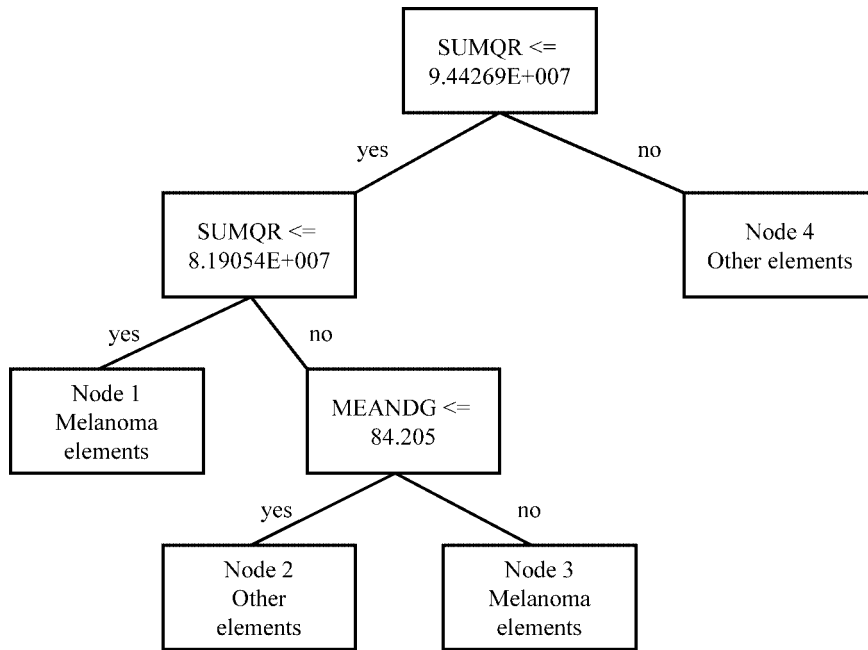 SUMQR <=
9.44269E+007
yes
no
SUMQR <=
8.19054E+007
Node 4
Other elements
yes
no
Node 1
Melanoma
elements
MEANDG <=
84.205
yes
no
Node 2
Other
elements
Node 3
Melanoma
elements